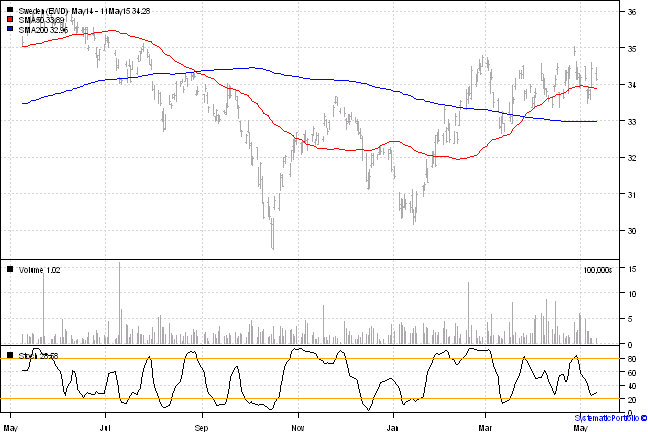 Sweden (EWD) May14 - 11May15 34.28
SMA50 33.89
SMA200 32.96
36
35
34
33
32
31
30
Volume 1.02
100,000s
15
10
5
0
Stoch 28.58
80
60
40
20
0
May Jul Sep Nov Jan Mar May
SystematicPortfolio ©